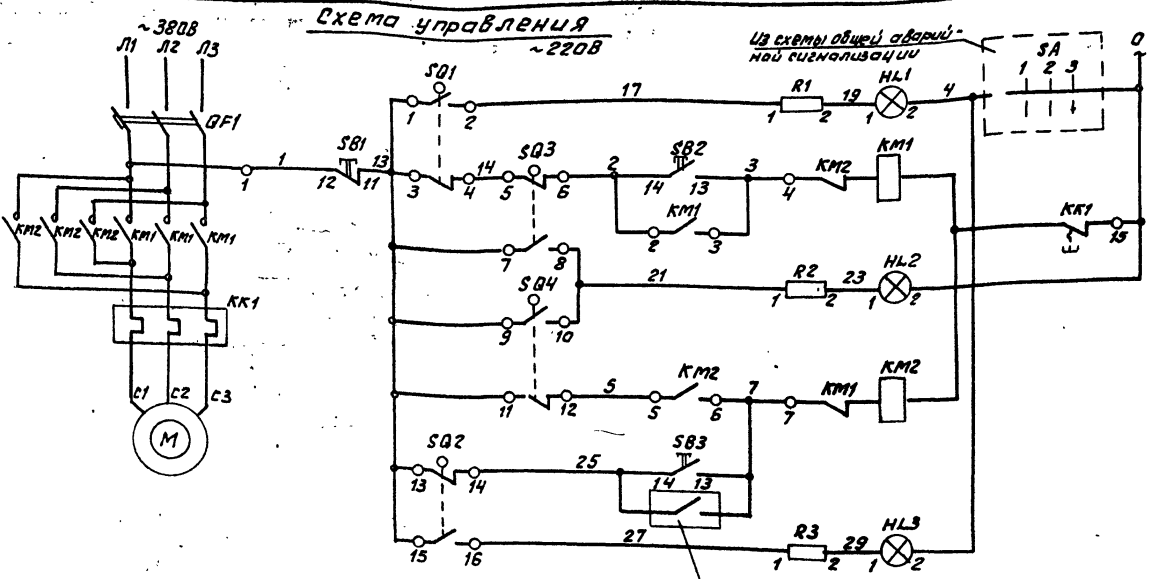 Схема управления
~380В
~220В
Л1 Л2 Л3
Из схемы общей аварий-
ной сигнализации
SA
1 2 3
0
QF1
SQ1
1 2 17 1 R1 2 19 1 HL1 2 4
1 1 SB1 12 11 13
3 4 14 5 SQ3 6 2 SB2 14 13 3 4 KM2 KM1
KM1
2 3
KM2 KM2 KM2 KM1 KM1 KM1
KK1 15
7 8
21 1 R2 2 23 1 HL2 2
SQ4
9 10
KK1
C1 C2 C3
M
11 12 5 5 KM2 6 7 7 KM1 KM2
SQ2
13 14 25 SB3 14 13
15 16 27 1 R3 2 29 1 HL3 2